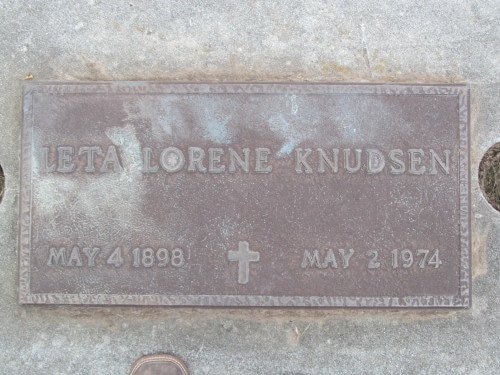 LETA LORENE KNUDSEN
MAY 4 1898 MAY 2 1974